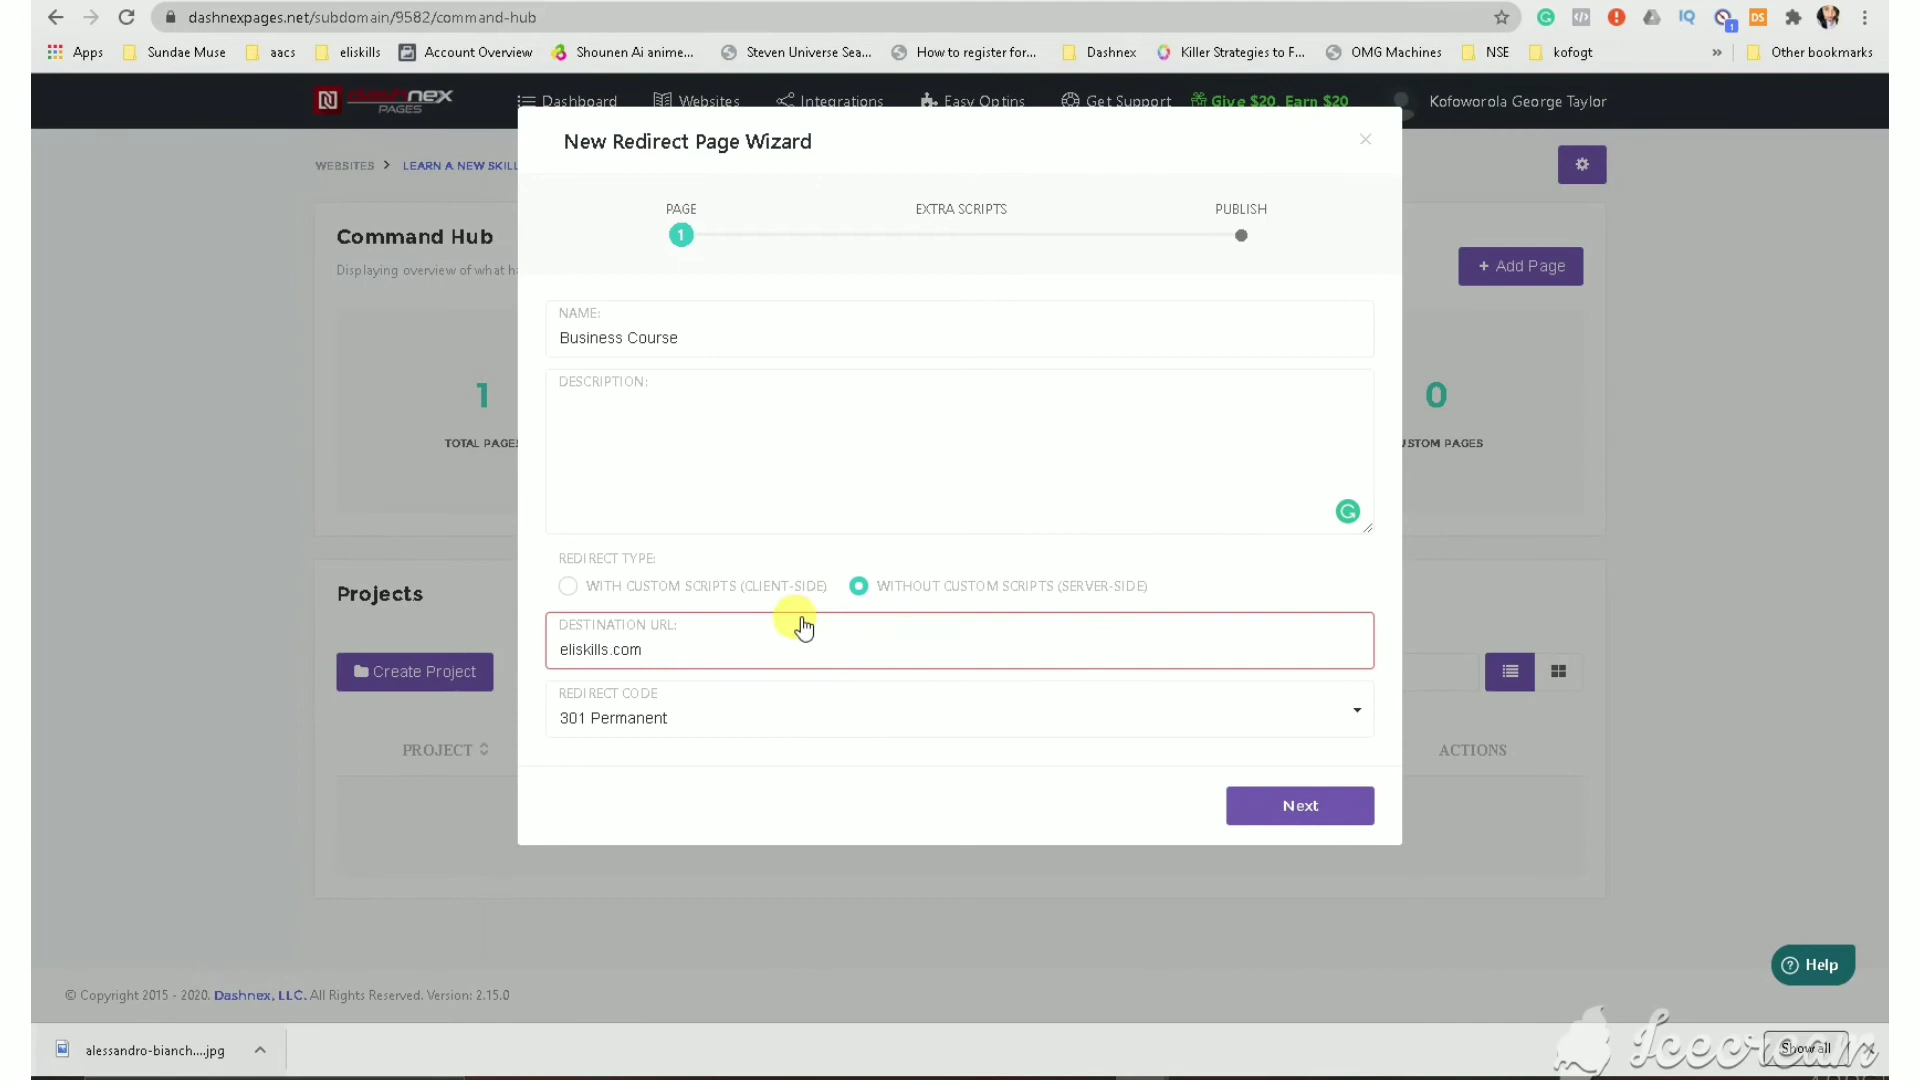 dashnexpages.net/subdomain/9582/command-hub
Apps
Sundae Muse
aacs
eliskills
Account Overview
Shounen Ai anime...
Steven Universe Sea...
How to register for...
Dashnex
Killer Strategies to F...
OMG Machines
NSE
kofogt
»
Other bookmarks
dashnex PAGES
Dashboard
Websites
Integrations
Easy Optins
Get Support
Give $20, Earn $20
Kofoworola George Taylor
New Redirect Page Wizard
WEBSITES > LEARN A NEW SKILL
PAGE
EXTRA SCRIPTS
PUBLISH
1
Command Hub
Displaying overview of what
+ Add Page
NAME:
Business Course
DESCRIPTION:
1
TOTAL PAGES
0
USTOM PAGES
REDIRECT TYPE:
WITH CUSTOM SCRIPTS (CLIENT-SIDE)
WITHOUT CUSTOM SCRIPTS (SERVER-SIDE)
Projects
DESTINATION URL:
eliskills.com
Create Project
REDIRECT CODE
301 Permanent
PROJECT
ACTIONS
Next
Help
© Copyright 2015 - 2020. Dashnex, LLC. All Rights Reserved. Version: 2.15.0
alessandro-bianch....jpg
Show all
Icecream